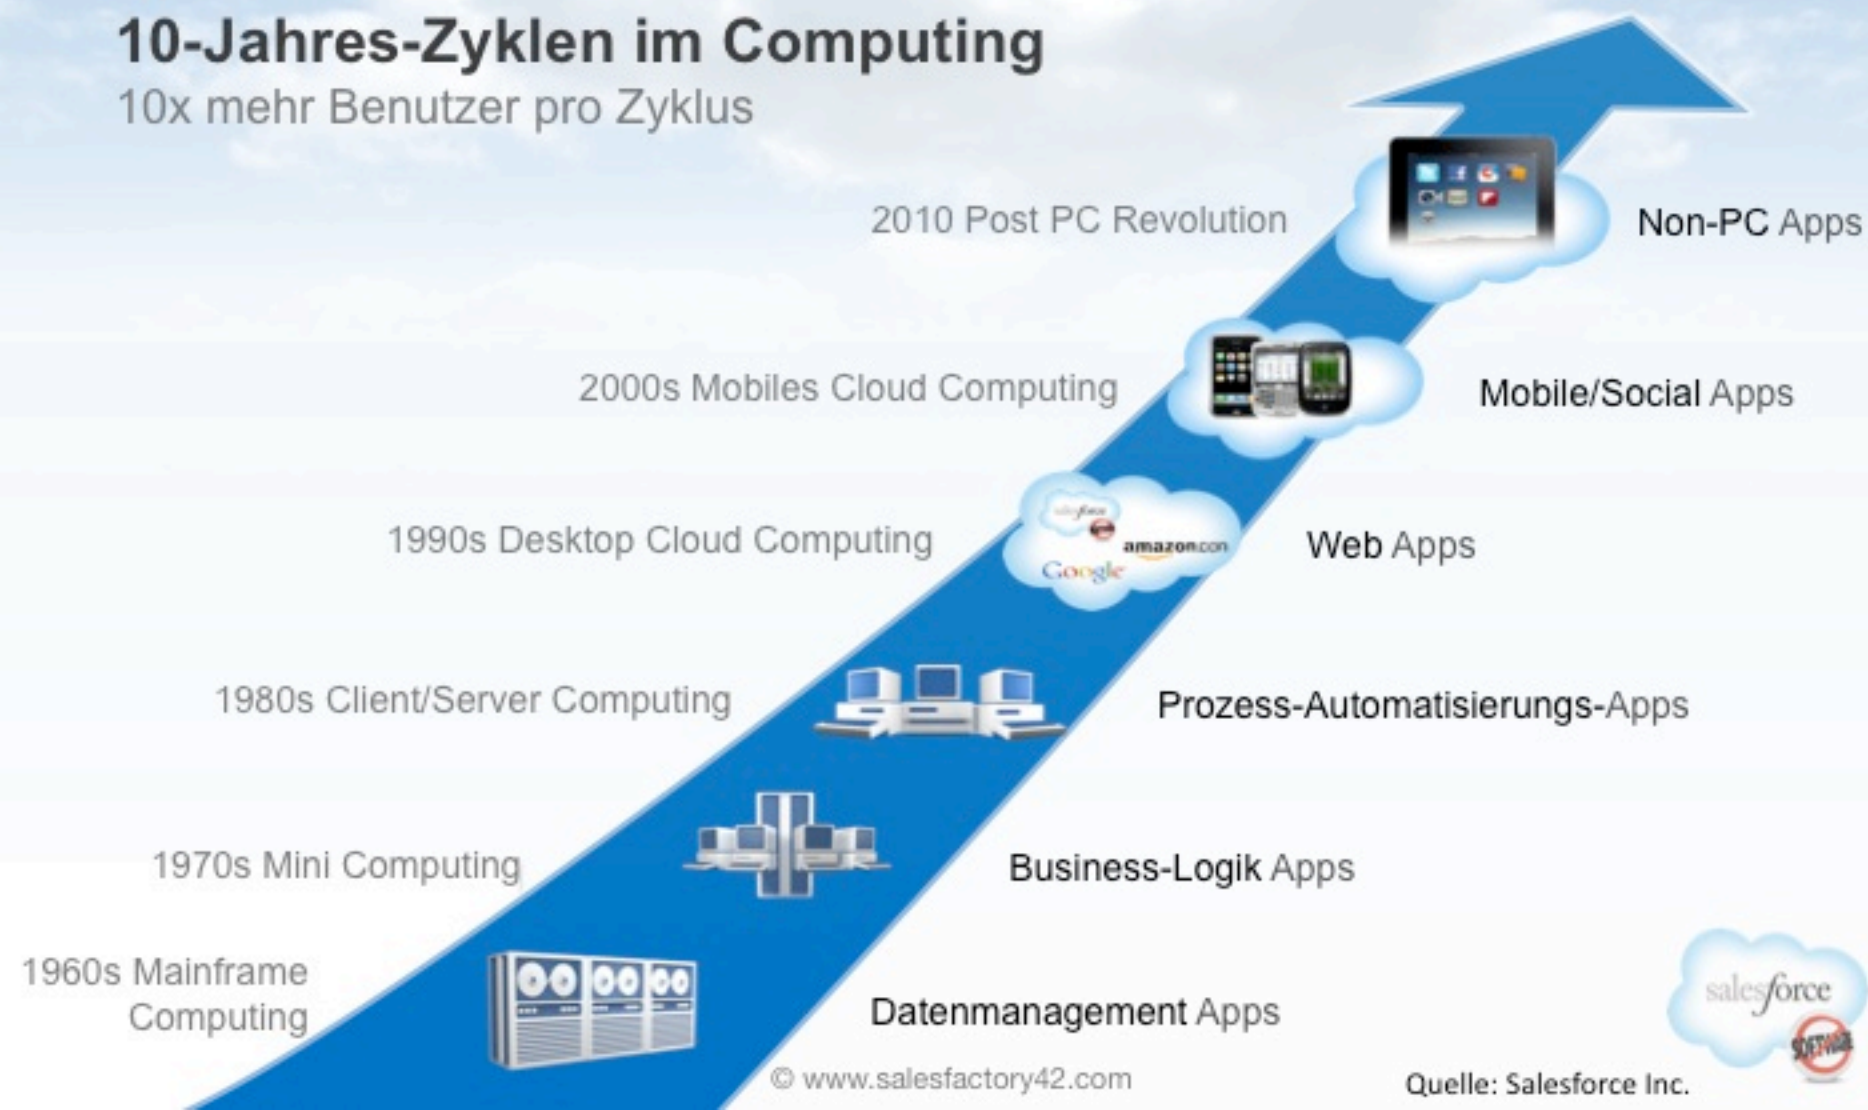 10-Jahres-Zyklen im Computing
10x mehr Benutzer pro Zyklus
2010 Post PC Revolution
Non-PC Apps
2000s Mobiles Cloud Computing
Mobile/Social Apps
salesforce
amazon.com
Google
1990s Desktop Cloud Computing
Web Apps
1980s Client/Server Computing
Prozess-Automatisierungs-Apps
1970s Mini Computing
Business-Logik Apps
1960s Mainframe
Computing
Datenmanagement Apps
© www.salesfactory42.com
salesforce
SOFTWARE
Quelle: Salesforce Inc.